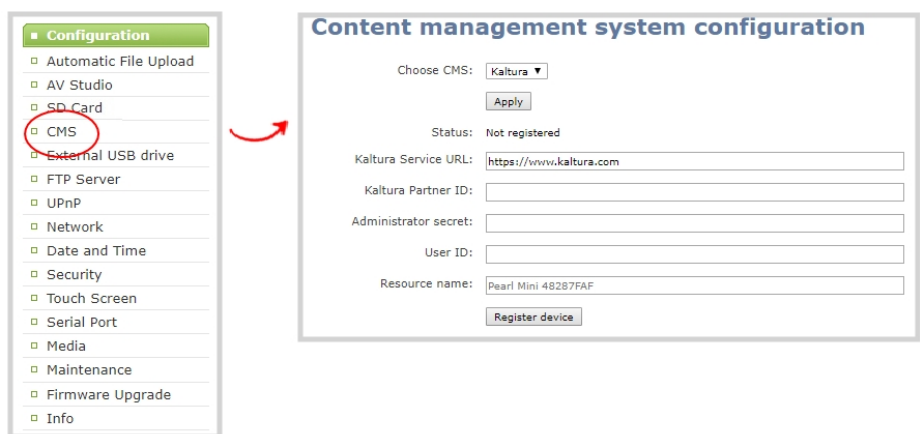 Configuration
Automatic File Upload
AV Studio
SD Card
CMS
External USB drive
FTP Server
UPnP
Network
Date and Time
Security
Touch Screen
Serial Port
Media
Maintenance
Firmware Upgrade
Info
Content management system configuration
Choose CMS: Kaltura ▼
Apply
Status: Not registered
Kaltura Service URL: https://www.kaltura.com
Kaltura Partner ID:
Administrator secret:
User ID:
Resource name: Pearl Mini 48287FAF
Register device